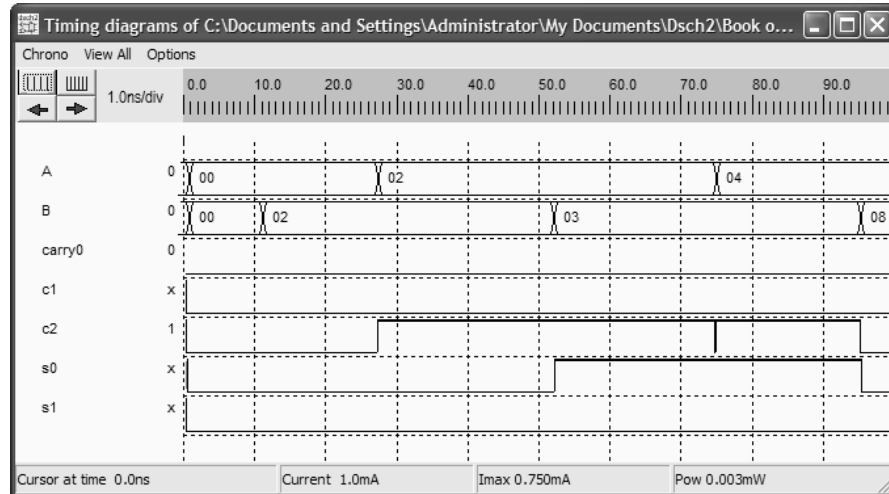 Timing diagrams of C:\Documents and Settings\Administrator\My Documents\Dsch2\Book o...
Chrono View All Options
1.0ns/div
0.0 10.0 20.0 30.0 40.0 50.0 60.0 70.0 80.0 90.0
A 0 00 02 04
B 0 00 02 03 08
carry0 0
c1 x
c2 1
s0 x
s1 x
Cursor at time 0.0ns Current 1.0mA Imax 0.750mA Pow 0.003mW